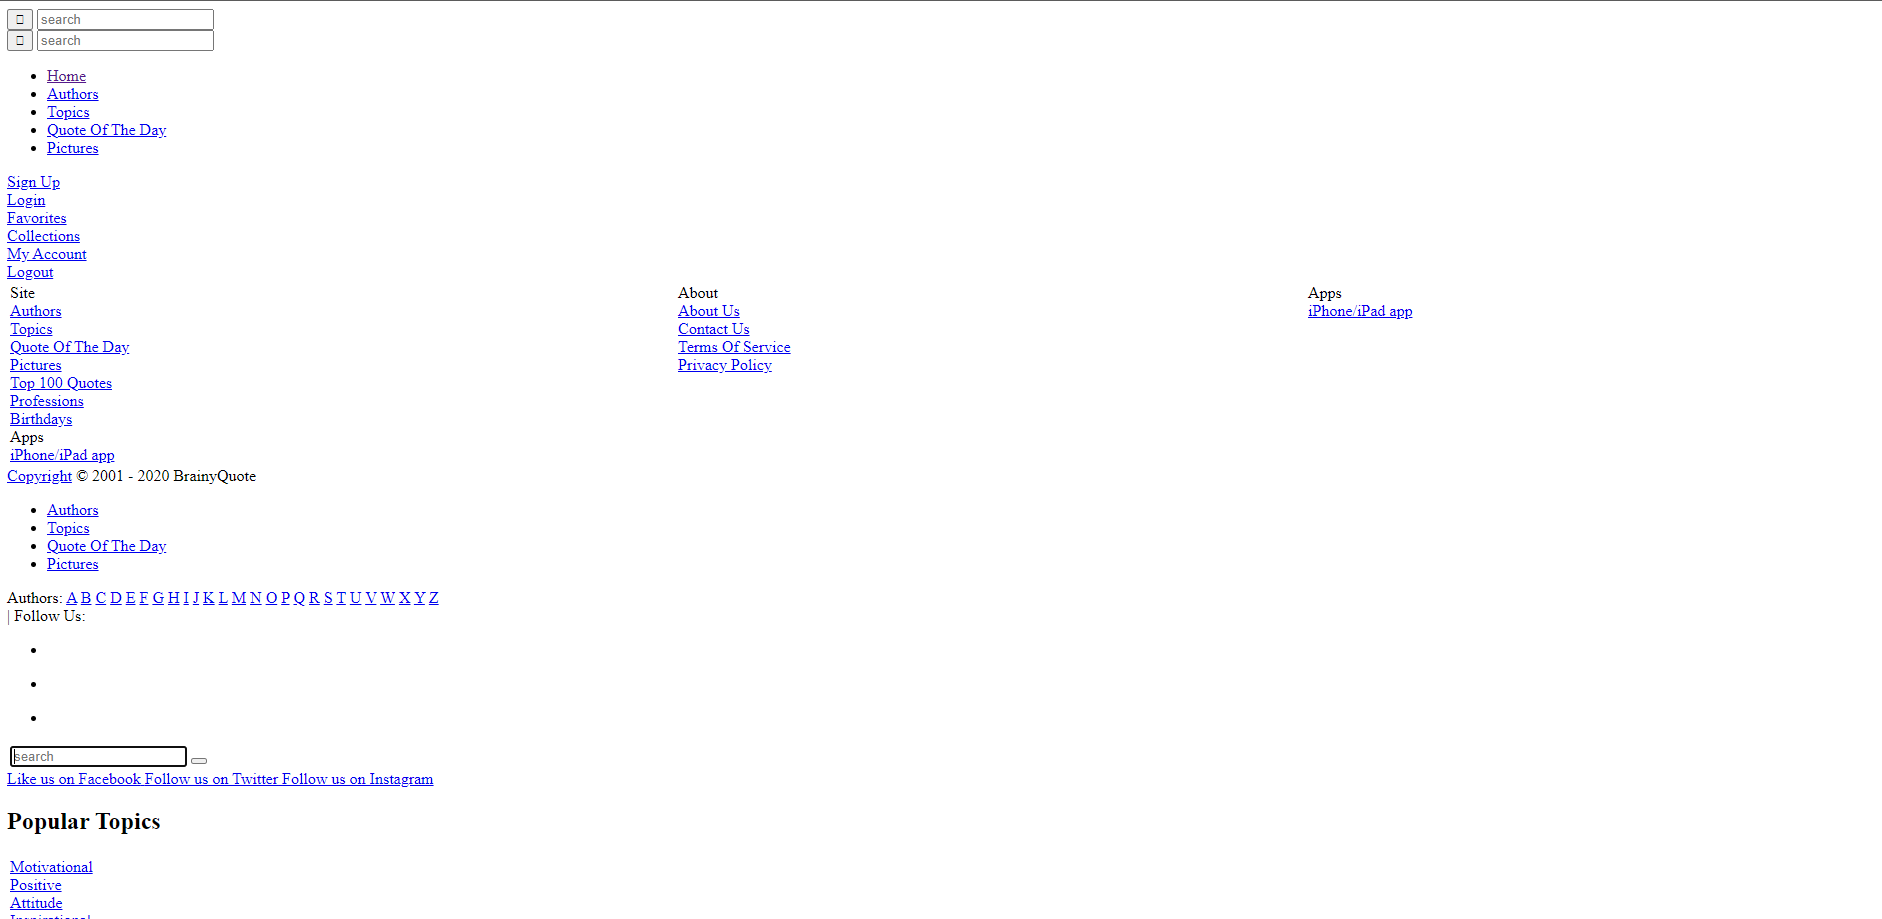 search
search
Home
Authors
Topics
Quote Of The Day
Pictures
Sign Up
Login
Favorites
Collections
My Account
Logout
Site
Authors
Topics
Quote Of The Day
Pictures
Top 100 Quotes
Professions
Birthdays
Apps
iPhone/iPad app
About
About Us
Contact Us
Terms Of Service
Privacy Policy
Apps
iPhone/iPad app
Copyright © 2001 - 2020 BrainyQuote
Authors
Topics
Quote Of The Day
Pictures
Authors: A B C D E F G H I J K L M N O P Q R S T U V W X Y Z
| Follow Us:
search
Like us on Facebook Follow us on Twitter Follow us on Instagram
Popular Topics
Motivational
Positive
Attitude